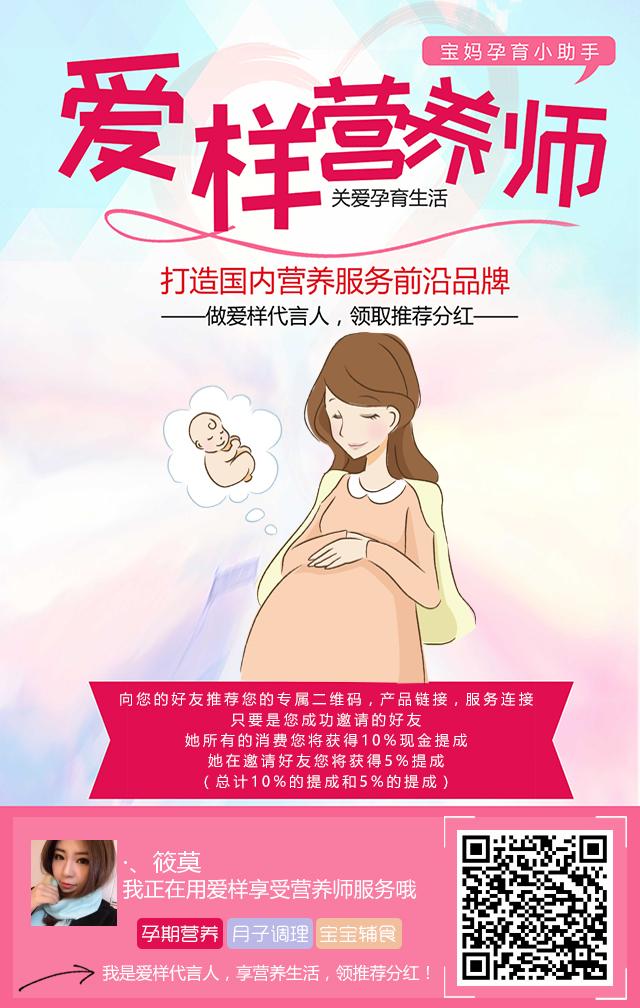 宝妈孕育小助手
爱样营养师
关爱孕育生活
打造国内营养服务前沿品牌
——做爱样代言人，领取推荐分红——
向您的好友推荐您的专属二维码，产品链接，服务连接
只要是您成功邀请的好友
她所有的消费您将获得10%现金提成
她在邀请好友您将获得5%提成
（总计10%的提成和5%的提成）
·、筱莫
我正在用爱样享受营养师服务哦
孕期营养 月子调理 宝宝辅食
我是爱样代言人，享营养生活，领推荐分红！